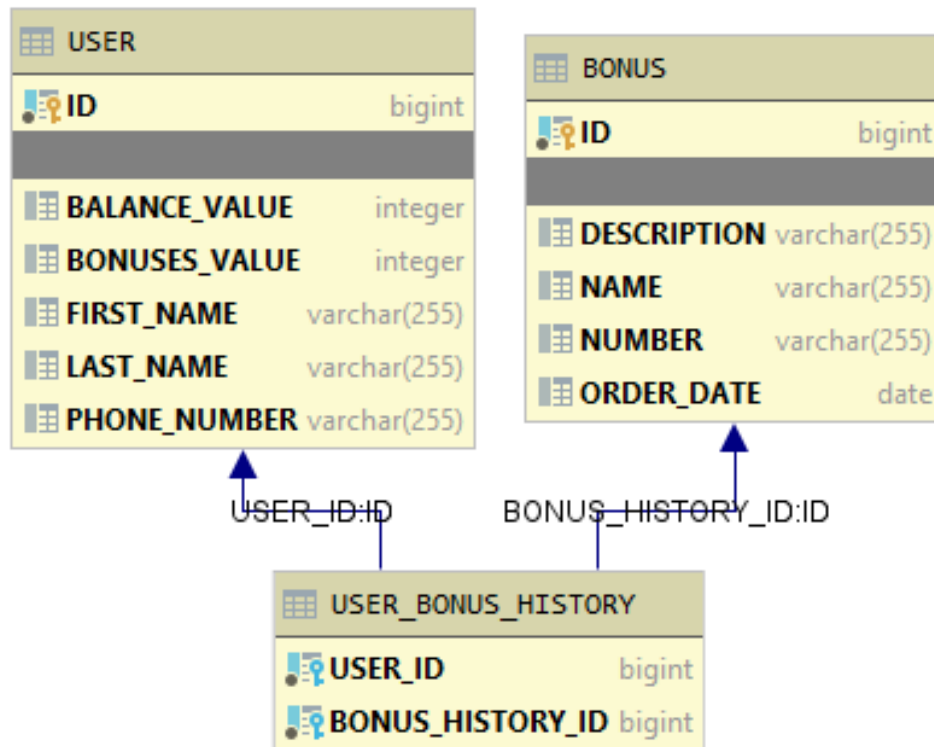 USER
ID bigint
BALANCE_VALUE integer
BONUSES_VALUE integer
FIRST_NAME varchar(255)
LAST_NAME varchar(255)
PHONE_NUMBER varchar(255)
BONUS
ID bigint
DESCRIPTION varchar(255)
NAME varchar(255)
NUMBER varchar(255)
ORDER_DATE date
USER_ID:ID
BONUS_HISTORY_ID:ID
USER_BONUS_HISTORY
USER_ID bigint
BONUS_HISTORY_ID bigint